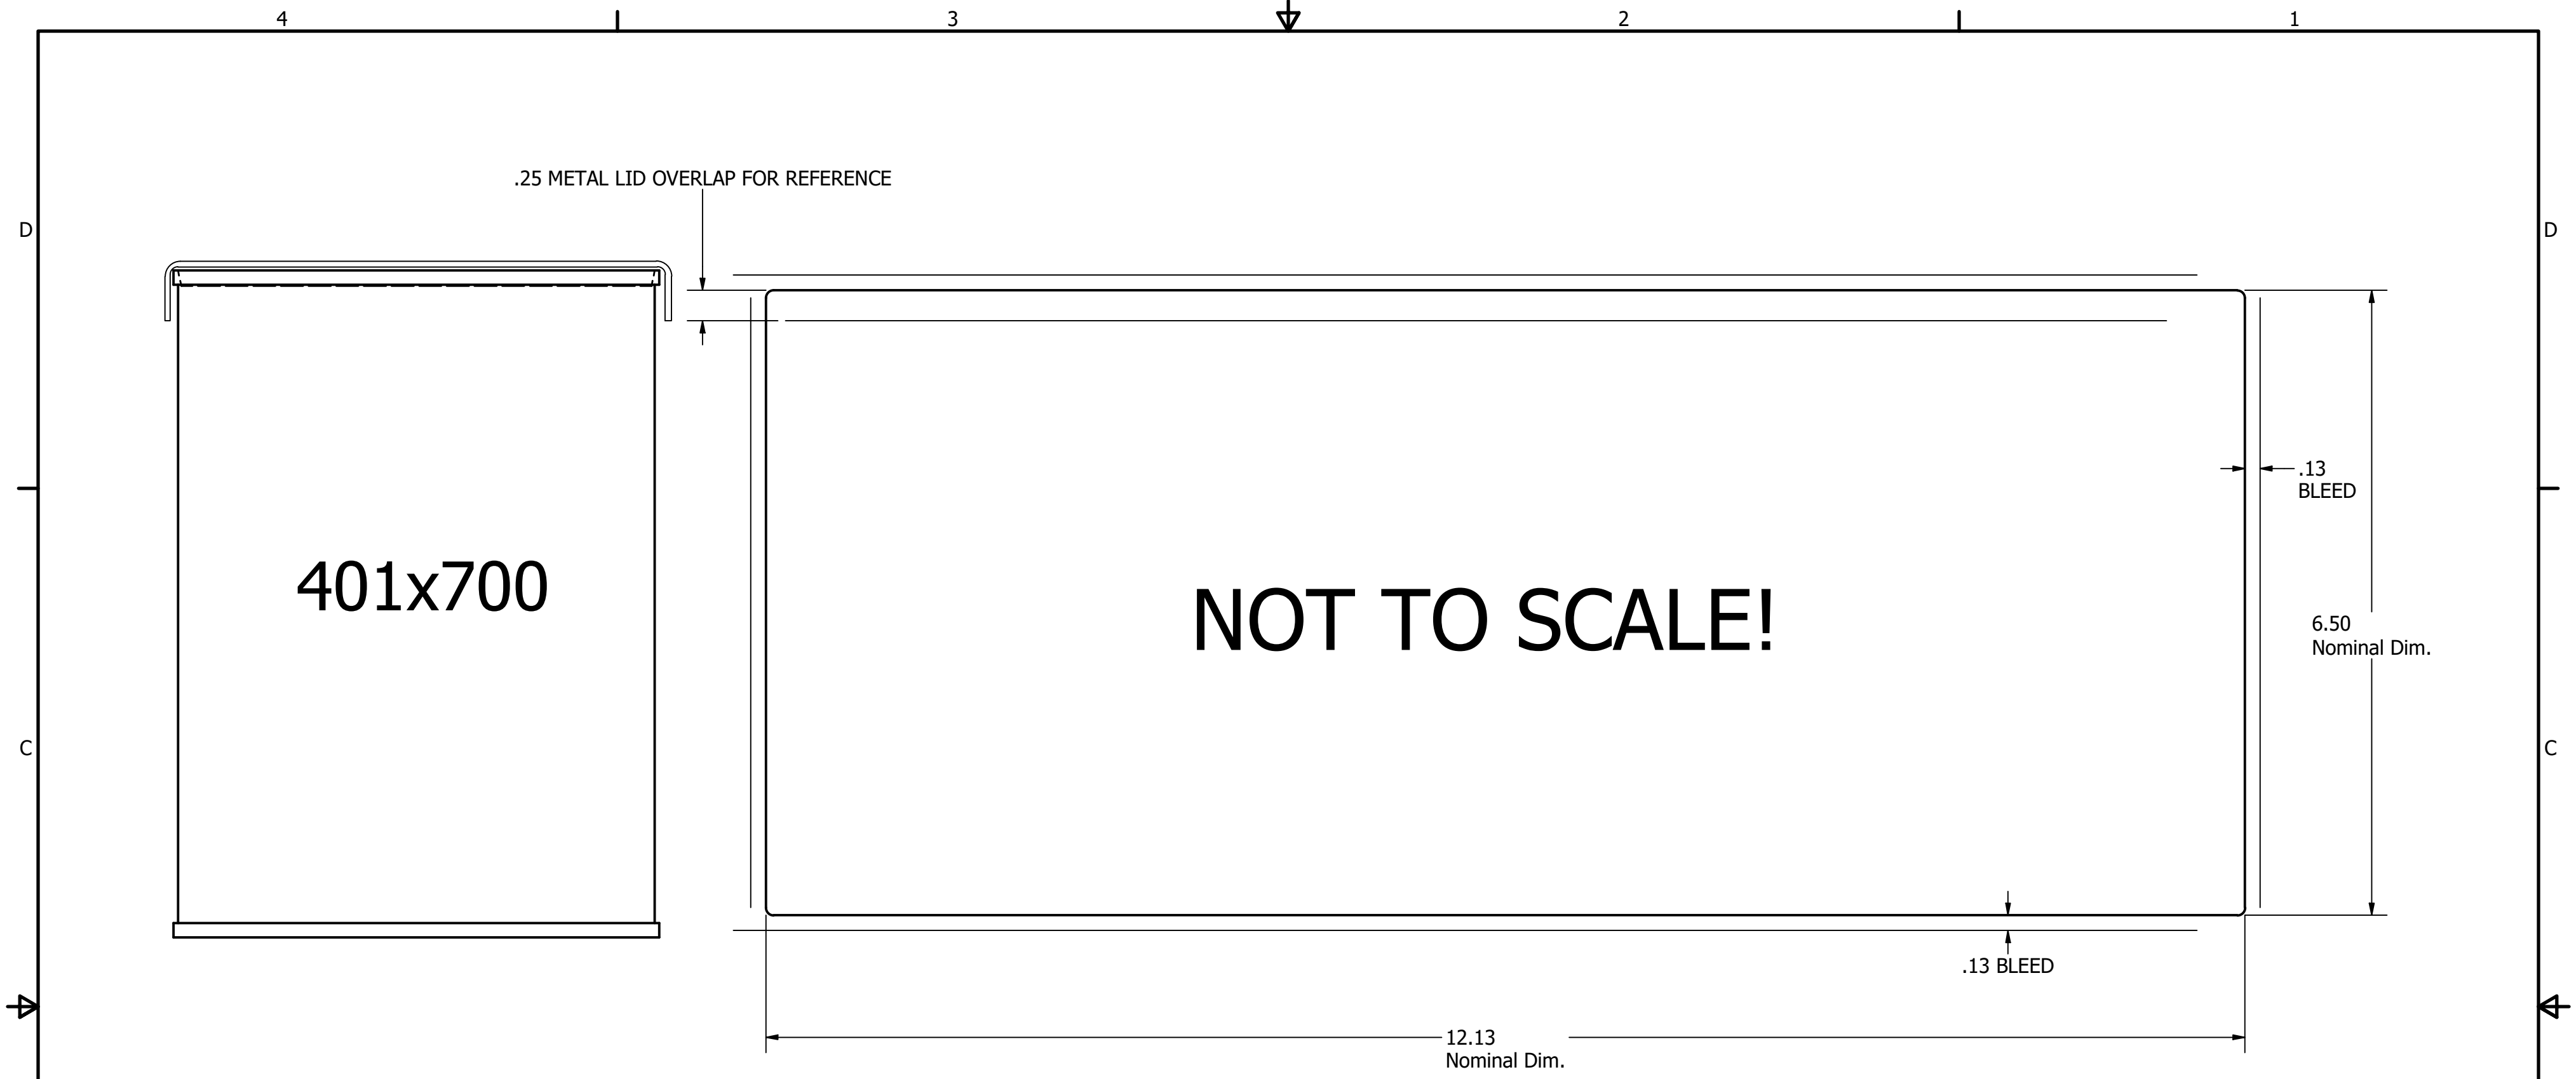 4 3 2 1
.25 METAL LID OVERLAP FOR REFERENCE
D D
.13
BLEED
401x700
NOT TO SCALE!
6.50
Nominal Dim.
C C
.13 BLEED
12.13
Nominal Dim.